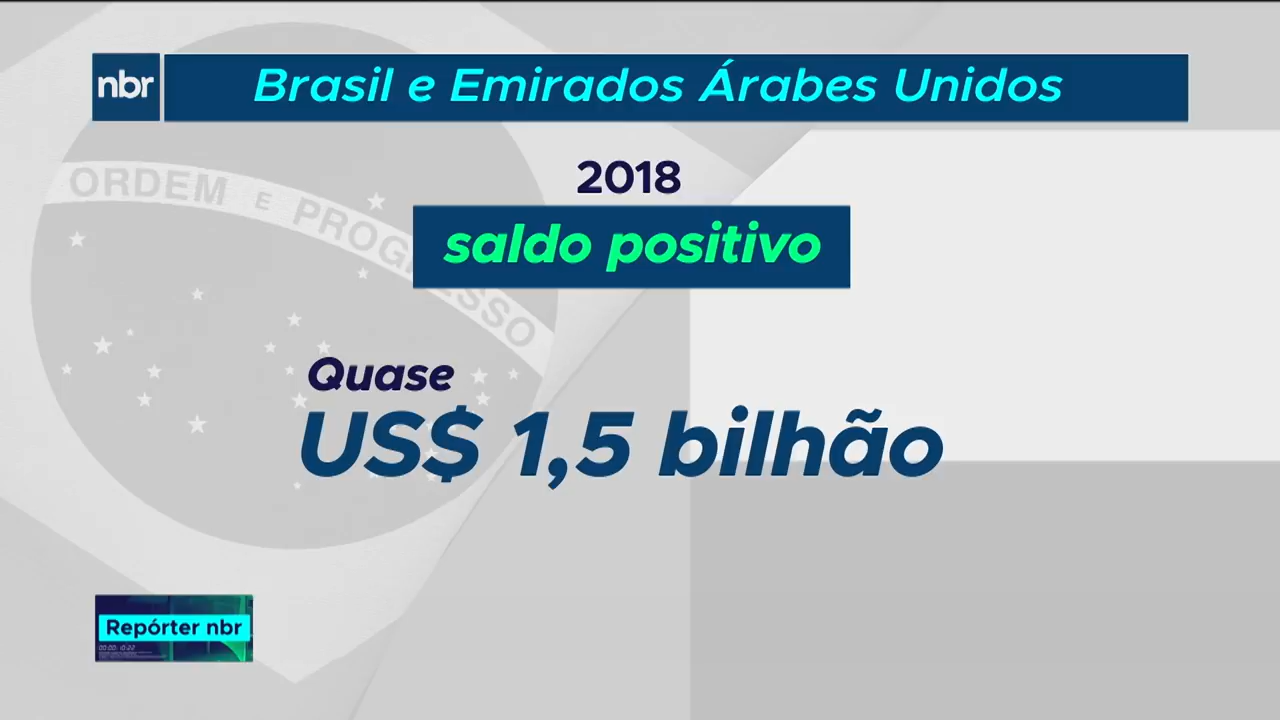 nbr
Brasil e Emirados Árabes Unidos
2018
saldo positivo
ORDEM E PROGRESSO
Quase
US$ 1,5 bilhão
Repórter nbr